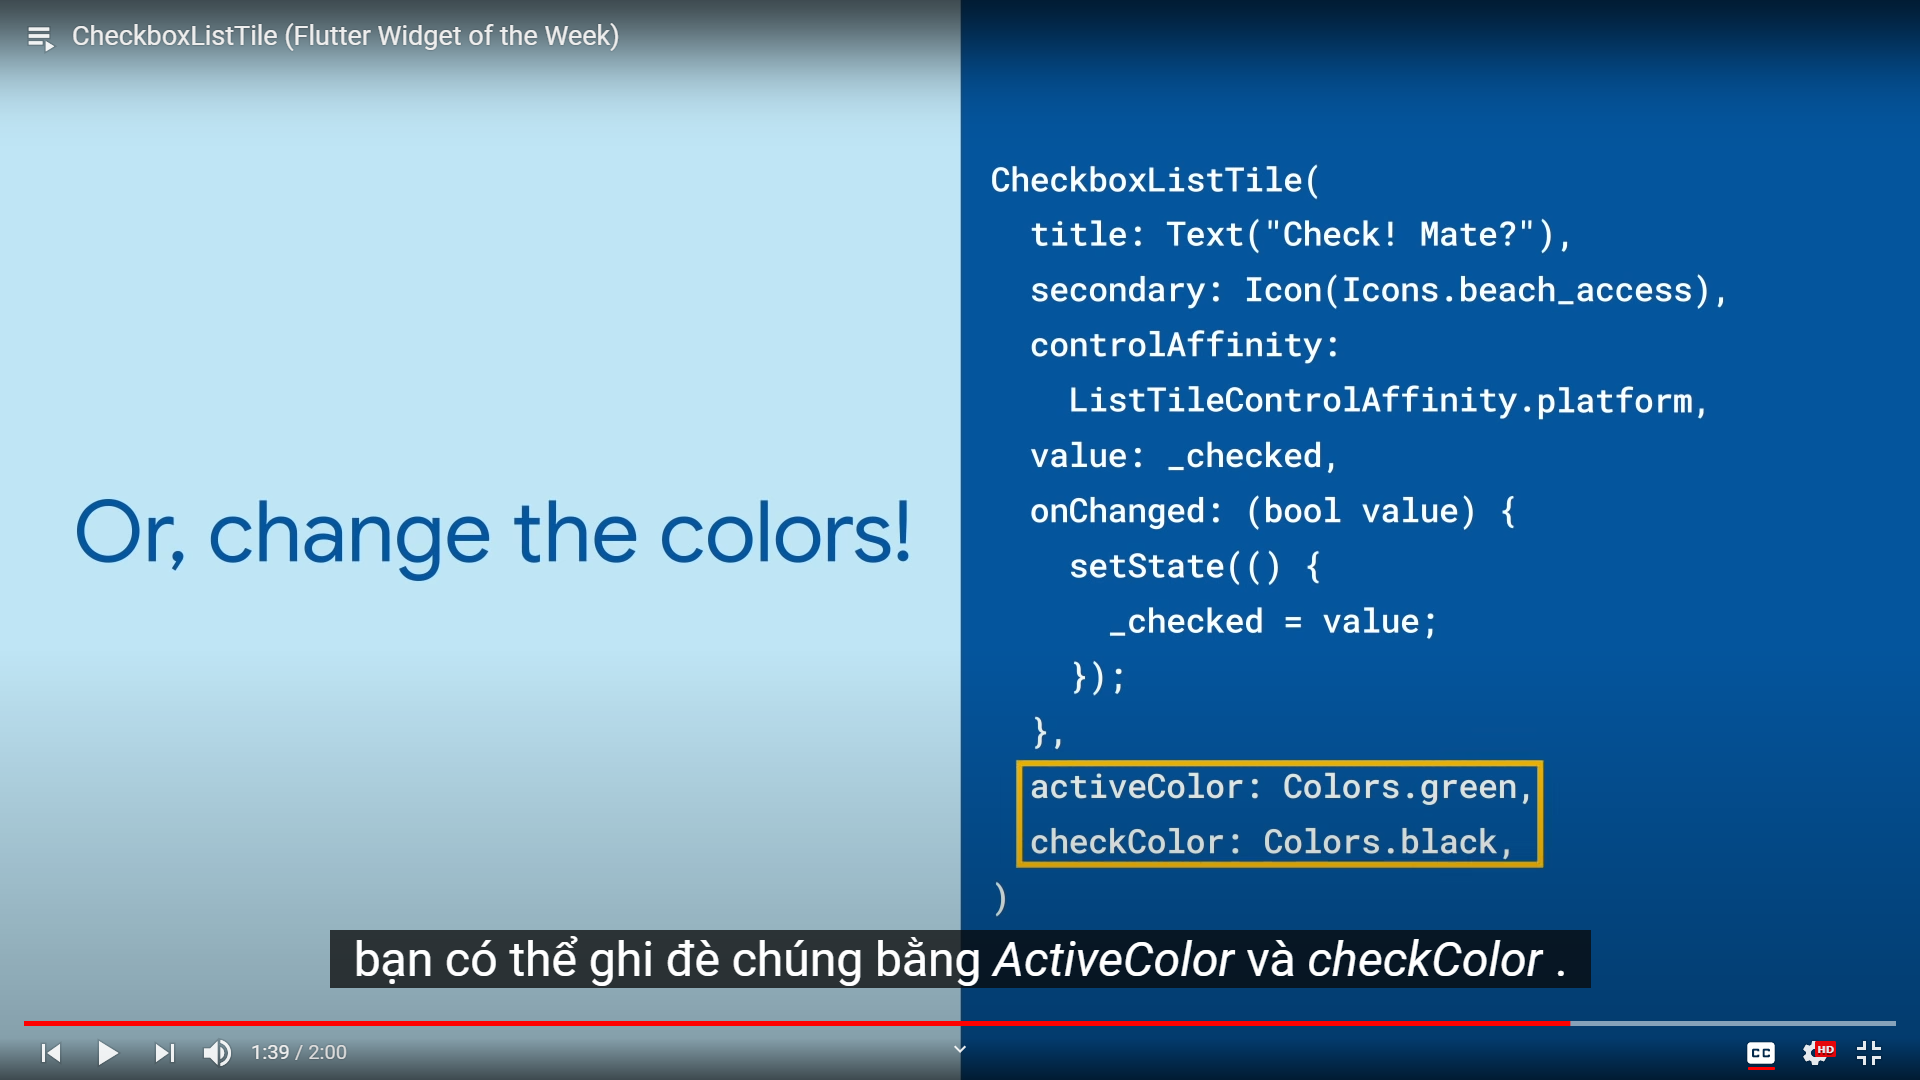 CheckboxListTile (Flutter Widget of the Week)
Or, change the colors!
CheckboxListTile(
  title: Text("Check! Mate?"),
  secondary: Icon(Icons.beach_access),
  controlAffinity:
    ListTileControlAffinity.platform,
  value: _checked,
  onChanged: (bool value) {
    setState(() {
      _checked = value;
    });
  },
  activeColor: Colors.green,
  checkColor: Colors.black,
)
bạn có thể ghi đè chúng bằng ActiveColor và checkColor .
1:39 / 2:00
CC
HD